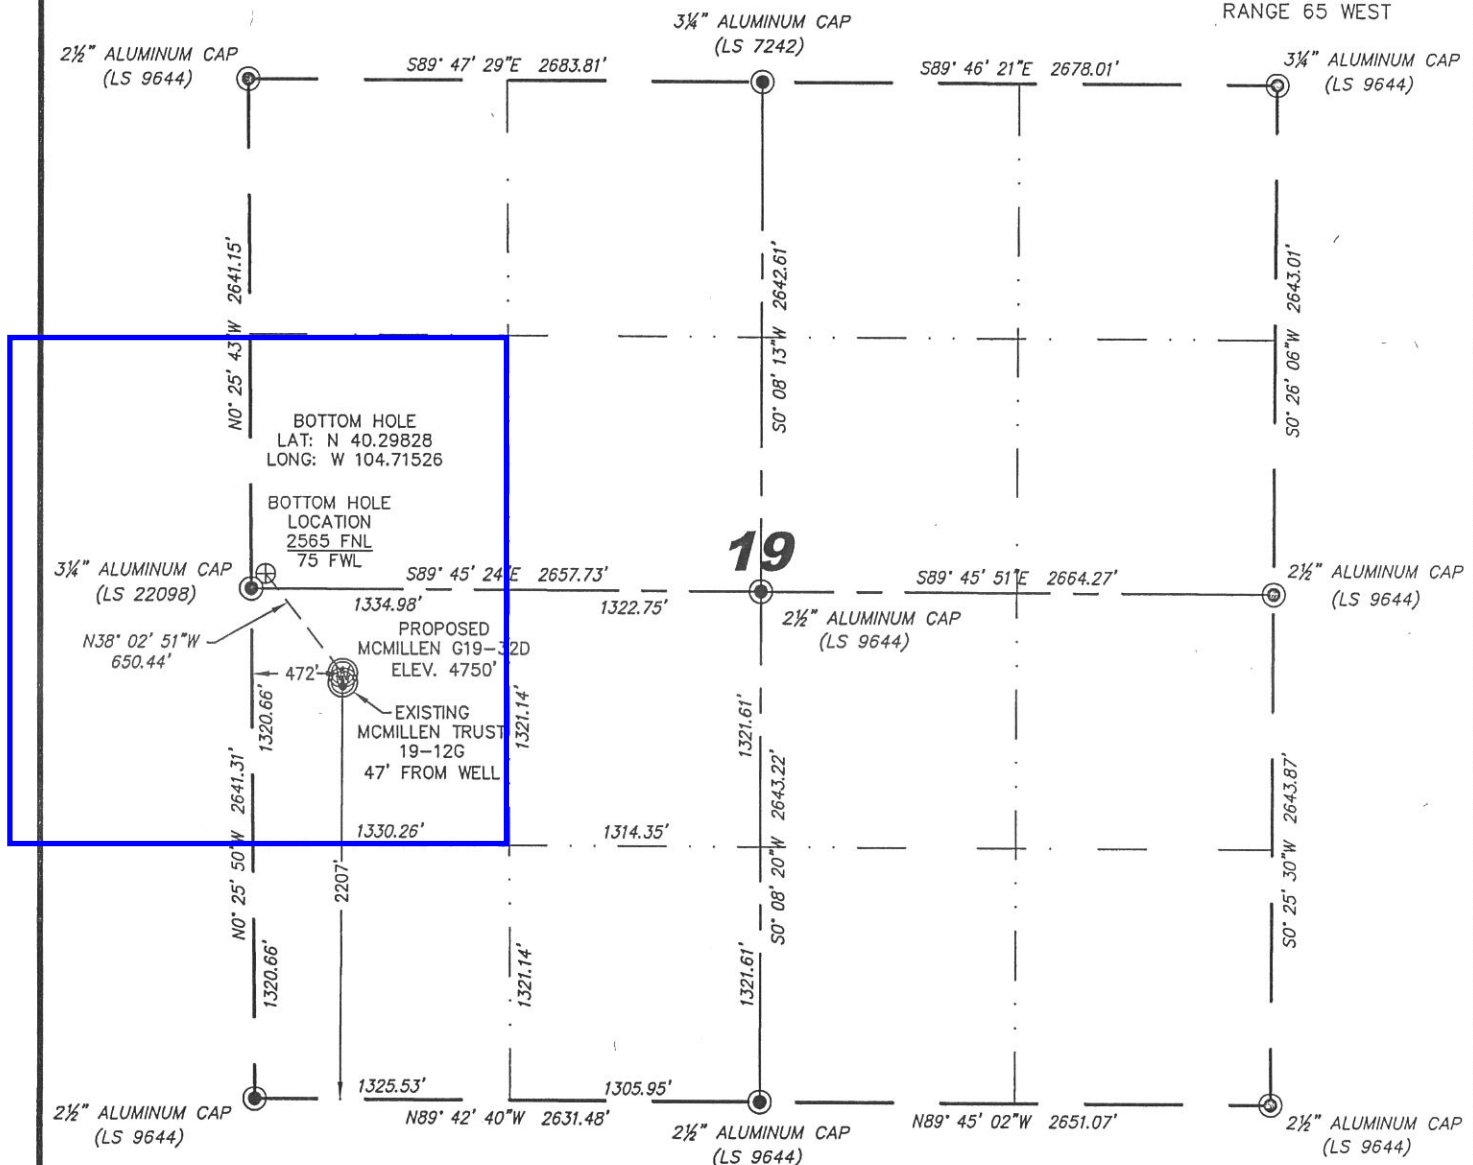 RANGE 65 WEST
3¼" ALUMINUM CAP
(LS 7242)
2½" ALUMINUM CAP
(LS 9644)
S89° 47' 29"E 2683.81'
S89° 46' 21"E 2678.01'
3¼" ALUMINUM CAP
(LS 9644)
N0° 25' 43"W 2641.15'
S0° 08' 13"W 2642.61'
S0° 26' 06"W 2643.01'
BOTTOM HOLE
LAT: N 40.29828
LONG: W 104.71526
BOTTOM HOLE
LOCATION
2565 FNL
75 FWL
19
3¼" ALUMINUM CAP
(LS 22098)
S89° 45' 24"E 2657.73'
S89° 45' 51"E 2664.27'
2½" ALUMINUM CAP
(LS 9644)
1334.98'
1322.75'
2½" ALUMINUM CAP
(LS 9644)
N38° 02' 51"W
650.44'
PROPOSED
MCMILLEN G19-32D
ELEV. 4750'
472'
EXISTING
MCMILLEN TRUST
19-12G
47' FROM WELL
1320.66'
1321.14'
1321.61'
N0° 25' 50"W 2641.31'
S0° 08' 20"W 2643.22'
S0° 25' 30"W 2643.87'
1330.26'
1314.35'
2207'
1320.66'
1321.14'
1321.61'
1325.53'
1305.95'
2½" ALUMINUM CAP
(LS 9644)
N89° 42' 40"W 2631.48'
2½" ALUMINUM CAP
(LS 9644)
N89° 45' 02"W 2651.07'
2½" ALUMINUM CAP
(LS 9644)